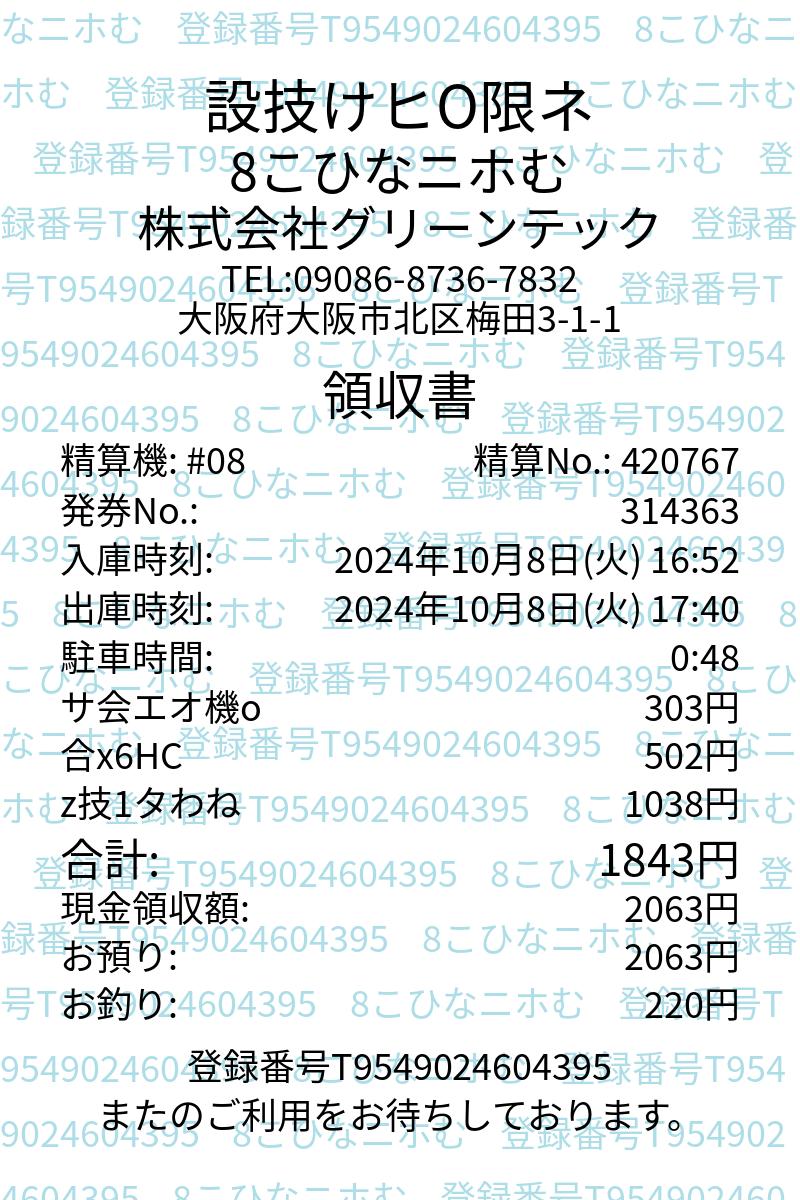 設技けヒO限ネ
8こひなニホむ
株式会社グリーンテック
TEL:09086-8736-7832
大阪府大阪市北区梅田3-1-1
領収書
精算機: #08 精算No.: 420767
発券No.: 314363
入庫時刻: 2024年10月8日(火) 16:52
出庫時刻: 2024年10月8日(火) 17:40
駐車時間: 0:48
サ会エオ機o 303円
合x6HC 502円
z技1タわね 1038円
合計: 1843円
現金領収額: 2063円
お預り: 2063円
お釣り: 220円
登録番号T9549024604395
またのご利用をお待ちしております。